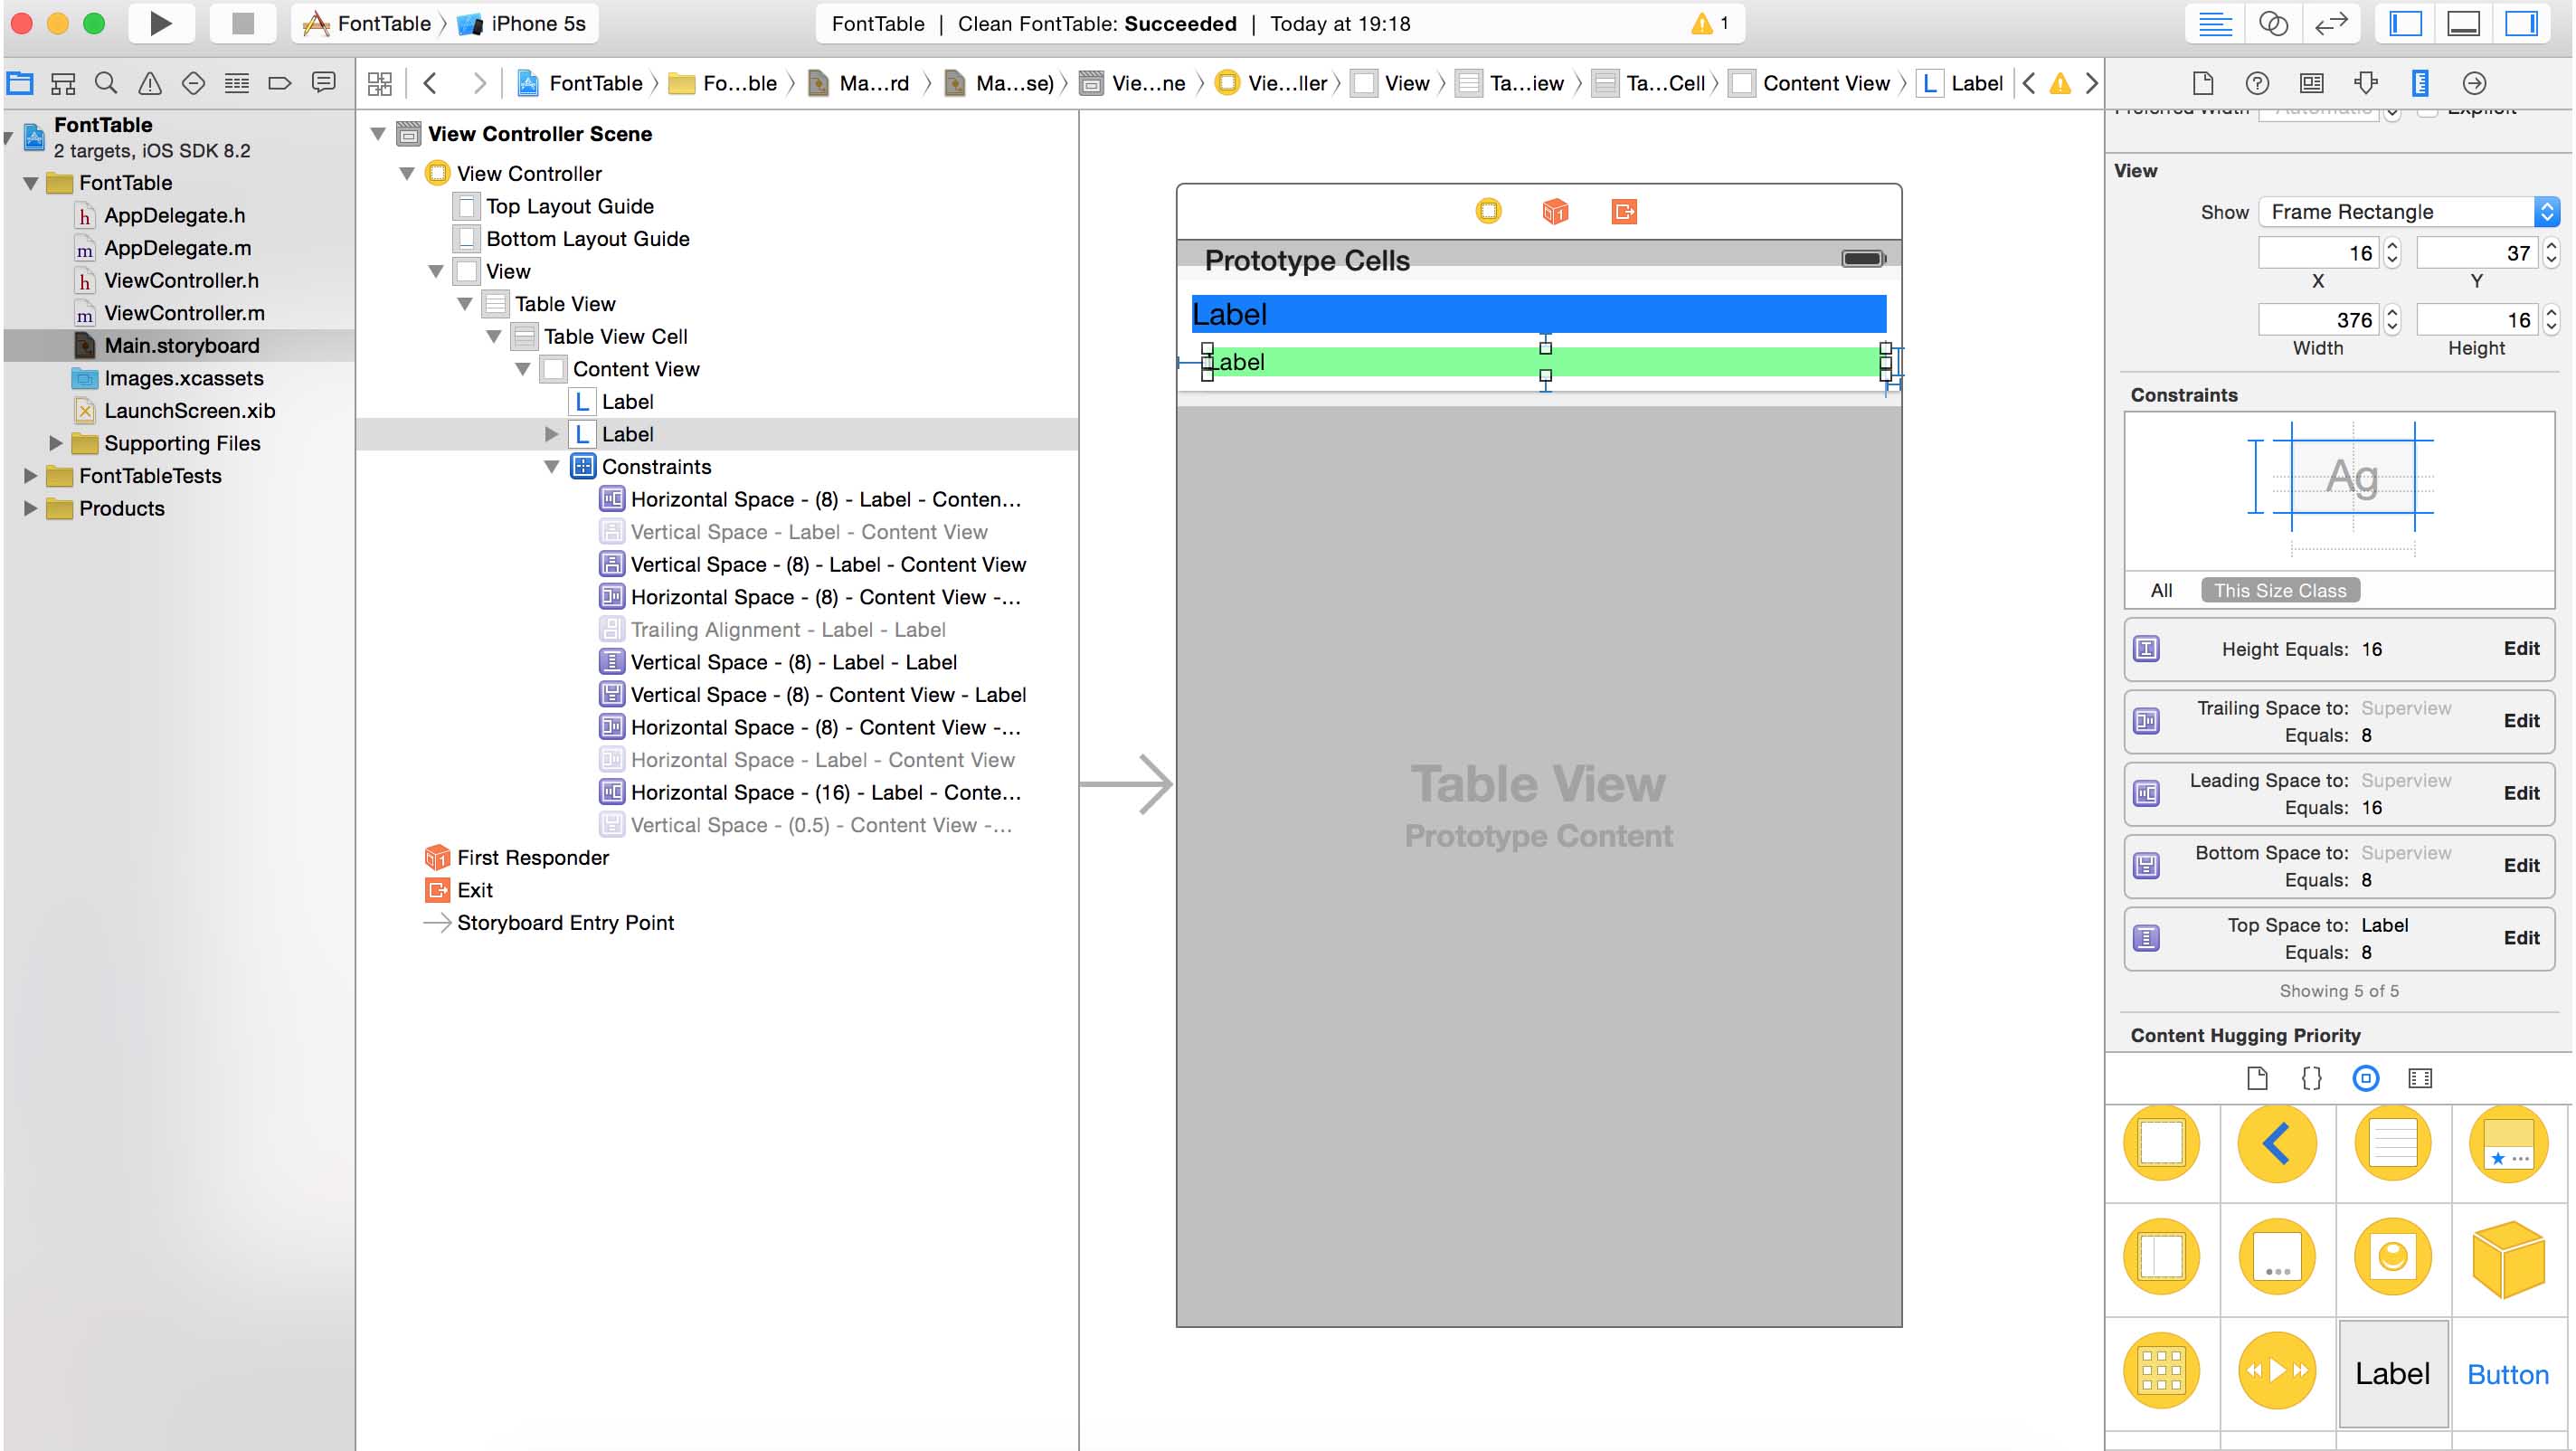 FontTable 〉 iPhone 5s
FontTable | Clean FontTable: Succeeded | Today at 19:18
1
FontTable 〉 Fo...ble 〉 Ma...rd 〉 Ma...se) 〉 Vie...ne 〉 Vie...ller 〉 View 〉 Ta...iew 〉 Ta...Cell 〉 Content View 〉 L Label
FontTable
2 targets, iOS SDK 8.2
FontTable
h AppDelegate.h
m AppDelegate.m
h ViewController.h
m ViewController.m
Main.storyboard
Images.xcassets
LaunchScreen.xib
Supporting Files
FontTableTests
Products
View Controller Scene
View Controller
Top Layout Guide
Bottom Layout Guide
View
Table View
Table View Cell
Content View
L Label
L Label
Constraints
Horizontal Space - (8) - Label - Conten...
Vertical Space - Label - Content View
Vertical Space - (8) - Label - Content View
Horizontal Space - (8) - Content View -...
Trailing Alignment - Label - Label
Vertical Space - (8) - Label - Label
Vertical Space - (8) - Content View - Label
Horizontal Space - (8) - Content View -...
Horizontal Space - Label - Content View
Horizontal Space - (16) - Label - Conte...
Vertical Space - (0.5) - Content View -...
First Responder
Exit
Storyboard Entry Point
Prototype Cells
Label
Label
Table View
Prototype Content
Preferred Width Automatic Explicit
View
Show Frame Rectangle
16 37
X Y
376 16
Width Height
Constraints
Ag
All This Size Class
Height Equals: 16 Edit
Trailing Space to: Superview
Equals: 8 Edit
Leading Space to: Superview
Equals: 16 Edit
Bottom Space to: Superview
Equals: 8 Edit
Top Space to: Label
Equals: 8 Edit
Showing 5 of 5
Content Hugging Priority
{}
Label Button